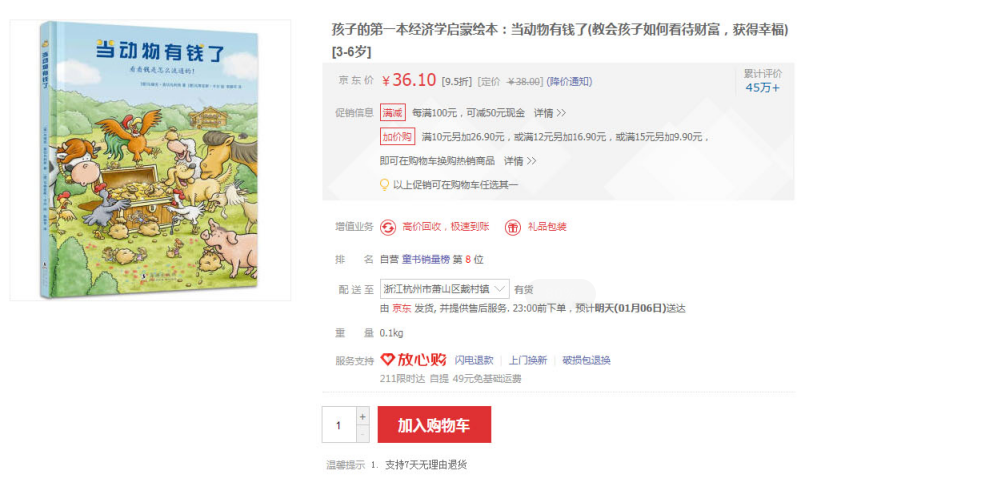 当动物有钱了
看看钱是怎么流通的！
当动物有钱了
孩子的第一本经济学启蒙绘本：当动物有钱了(教会孩子如何看待财富，获得幸福)
[3-6岁]
京东价 ￥36.10 [9.5折] [定价 ￥38.00] (降价通知)
累计评价
45万+
促销信息 满减 每满100元，可减50元现金 详情 >>
加价购 满10元另加26.90元，或满12元另加16.90元，或满15元另加9.90元，
即可在购物车换购热销商品 详情 >>
以上促销可在购物车任选其一
增值业务 高价回收，极速到账 礼品包装
排名 自营 童书销量榜 第 8 位
配送至 浙江杭州市萧山区戴村镇 有货
由 京东 发货, 并提供售后服务. 23:00前下单，预计明天(01月06日)送达
重量 0.1kg
服务支持 放心购 闪电退款 上门换新 破损包退换
211限时达 自提 49元免基础运费
1 + - 加入购物车
温馨提示 1. 支持7天无理由退货